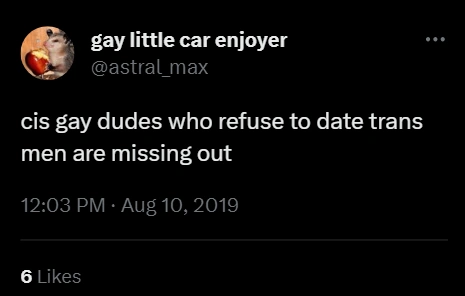 gay little car enjoyer
@astral_max
cis gay dudes who refuse to date trans
men are missing out
12:03 PM · Aug 10, 2019
6 Likes